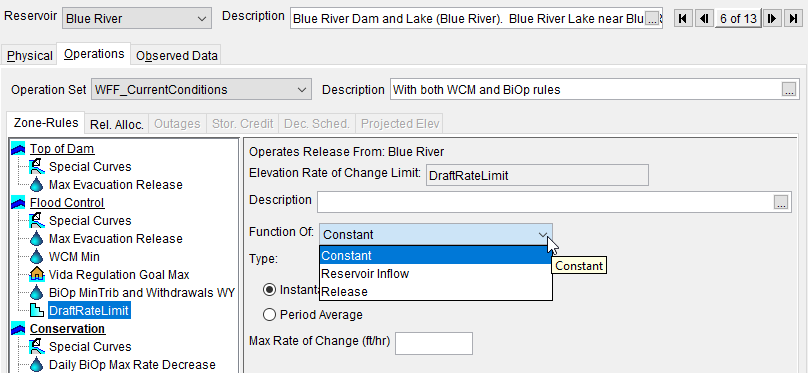 Reservoir Blue River Description Blue River Dam and Lake (Blue River). Blue River Lake near Blu ... 6 of 13
Physical Operations Observed Data
Operation Set WFF_CurrentConditions Description With both WCM and BiOp rules ...
Zone-Rules Rel. Alloc. Outages Stor. Credit Dec. Sched. Projected Elev
Top of Dam
Special Curves
Max Evacuation Release
Flood Control
Special Curves
Max Evacuation Release
WCM Min
Vida Regulation Goal Max
BiOp MinTrib and Withdrawals WY
DraftRateLimit
Conservation
Special Curves
Daily BiOp Max Rate Decrease
Operates Release From: Blue River
Elevation Rate of Change Limit: DraftRateLimit
Description ...
Function Of: Constant
Constant
Reservoir Inflow
Release
Constant
Type:
Instanta
Period Average
Max Rate of Change (ft/hr)